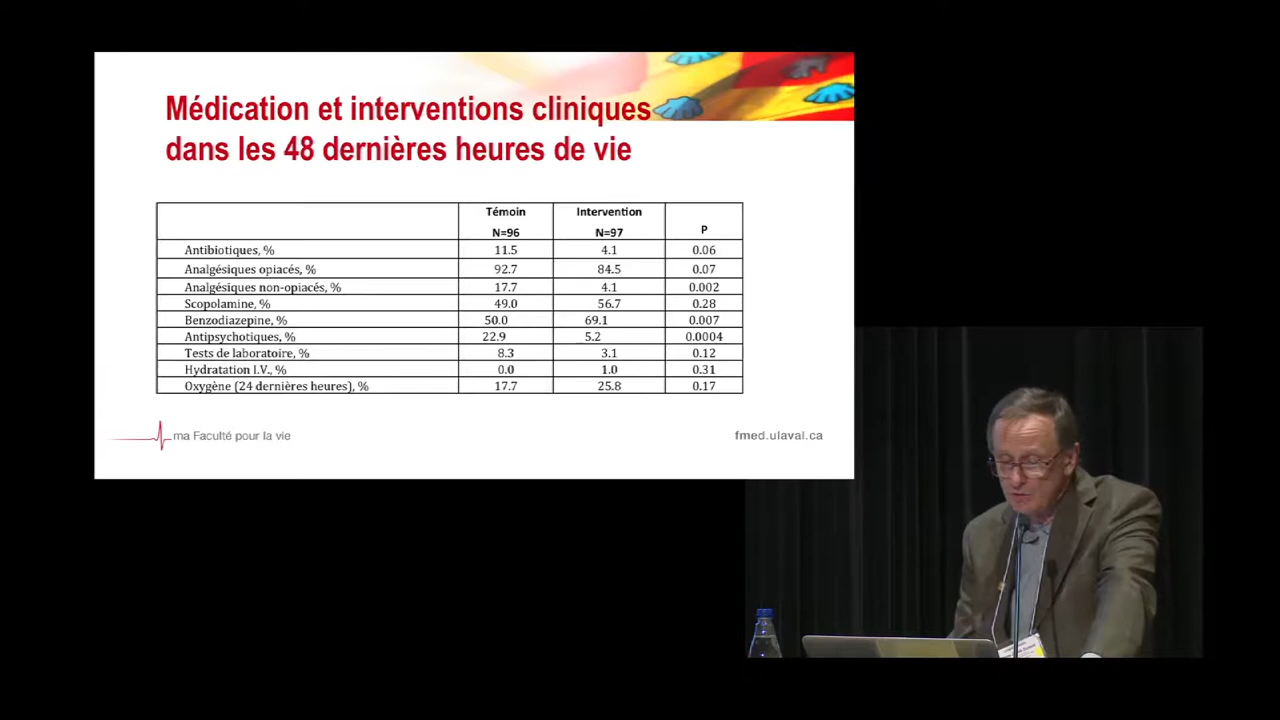 Médication et interventions cliniques
dans les 48 dernières heures de vie
Témoin Intervention
N=96 N=97 P
Antibiotiques, % 11.5 4.1 0.06
Analgésiques opiacés, % 92.7 84.5 0.07
Analgésiques non-opiacés, % 17.7 4.1 0.002
Scopolamine, % 49.0 56.7 0.28
Benzodiazepine, % 50.0 69.1 0.007
Antipsychotiques, % 22.9 5.2 0.0004
Tests de laboratoire, % 8.3 3.1 0.12
Hydratation I.V., % 0.0 1.0 0.31
Oxygène (24 dernières heures), % 17.7 25.8 0.17
ma Faculté pour la vie
fmed.ulaval.ca